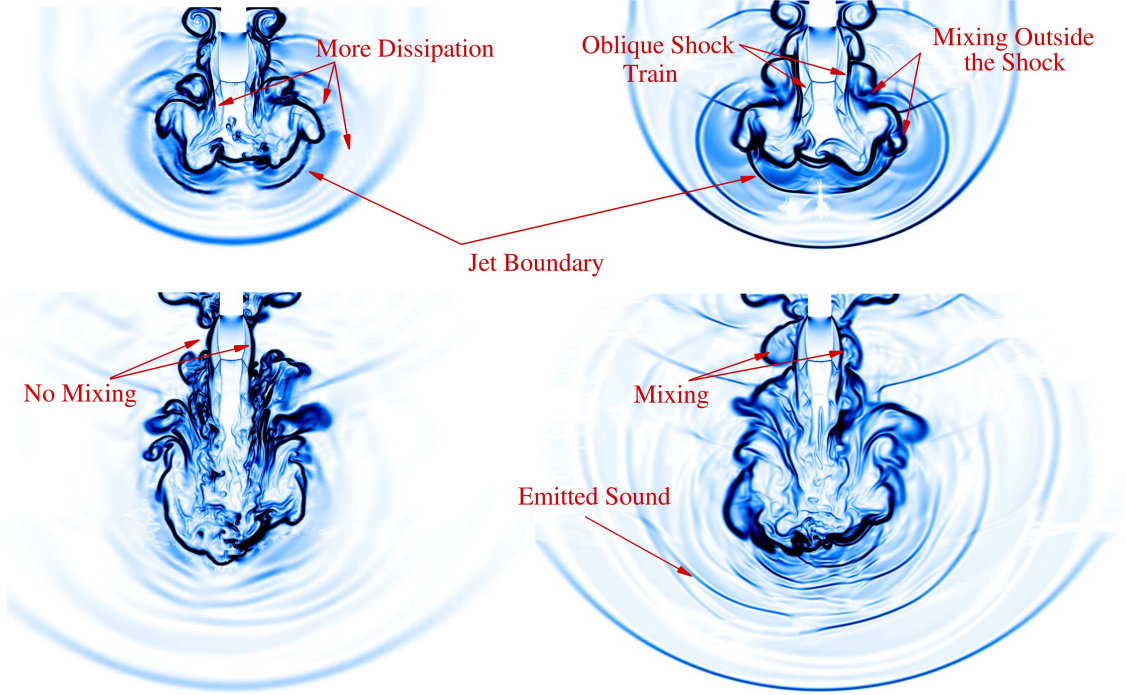 More Dissipation
Oblique Shock
Train
Mixing Outside
the Shock
Jet Boundary
No Mixing
Mixing
Emitted Sound